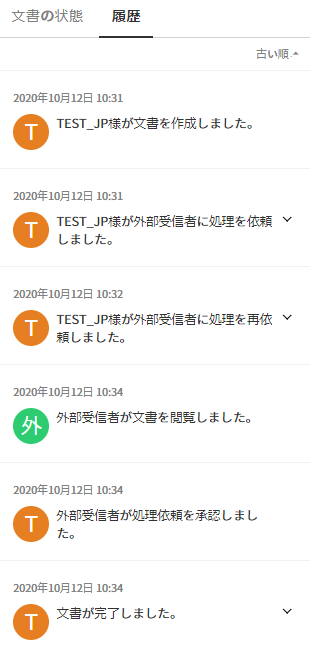 文書の状態 履歴
古い順
2020年10月12日 10:31
T TEST_JP様が文書を作成しました。
2020年10月12日 10:31
T TEST_JP様が外部受信者に処理を依頼
しました。
2020年10月12日 10:32
T TEST_JP様が外部受信者に処理を再依
頼しました。
2020年10月12日 10:34
外 外部受信者が文書を閲覧しました。
2020年10月12日 10:34
T 外部受信者が処理依頼を承認しまし
た。
2020年10月12日 10:34
T 文書が完了しました。